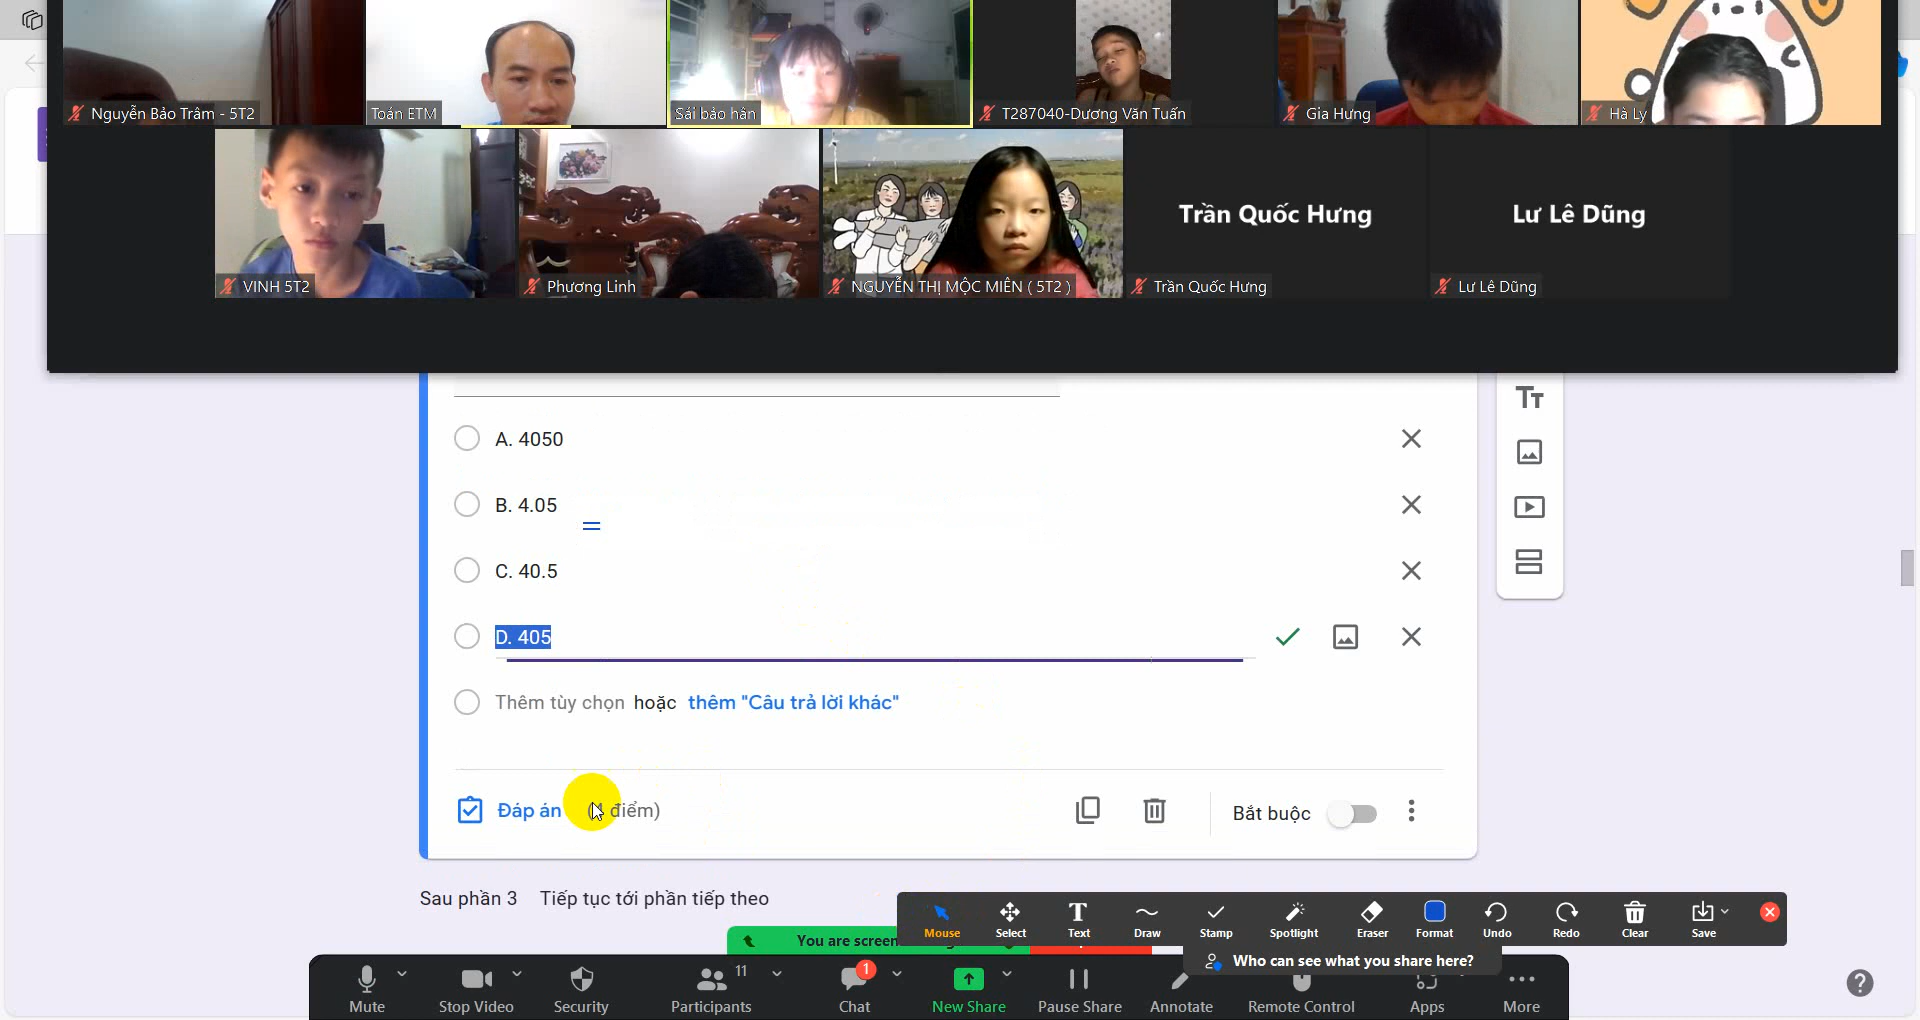 Nguyễn Bảo Trâm - 5T2
Toán ETM
Sái bảo hân
T287040-Dương Văn Tuấn
Gia Hưng
Hà Ly
VINH 5T2
Phương Linh
NGUYỄN THỊ MỘC MIÊN ( 5T2 )
Trần Quốc Hưng
Trần Quốc Hưng
Lư Lê Dũng
Lư Lê Dũng
A. 4050
B. 4.05
=
C. 40.5
D. 405
Thêm tùy chọn hoặc thêm "Câu trả lời khác"
Đáp án điểm)
Bắt buộc
Sau phần 3 Tiếp tục tới phần tiếp theo
Mouse Select Text Draw Stamp Spotlight Eraser Format Undo Redo Clear Save
You are screen
Who can see what you share here?
11
1
Mute Stop Video Security Participants Chat New Share Pause Share Annotate Remote Control Apps More